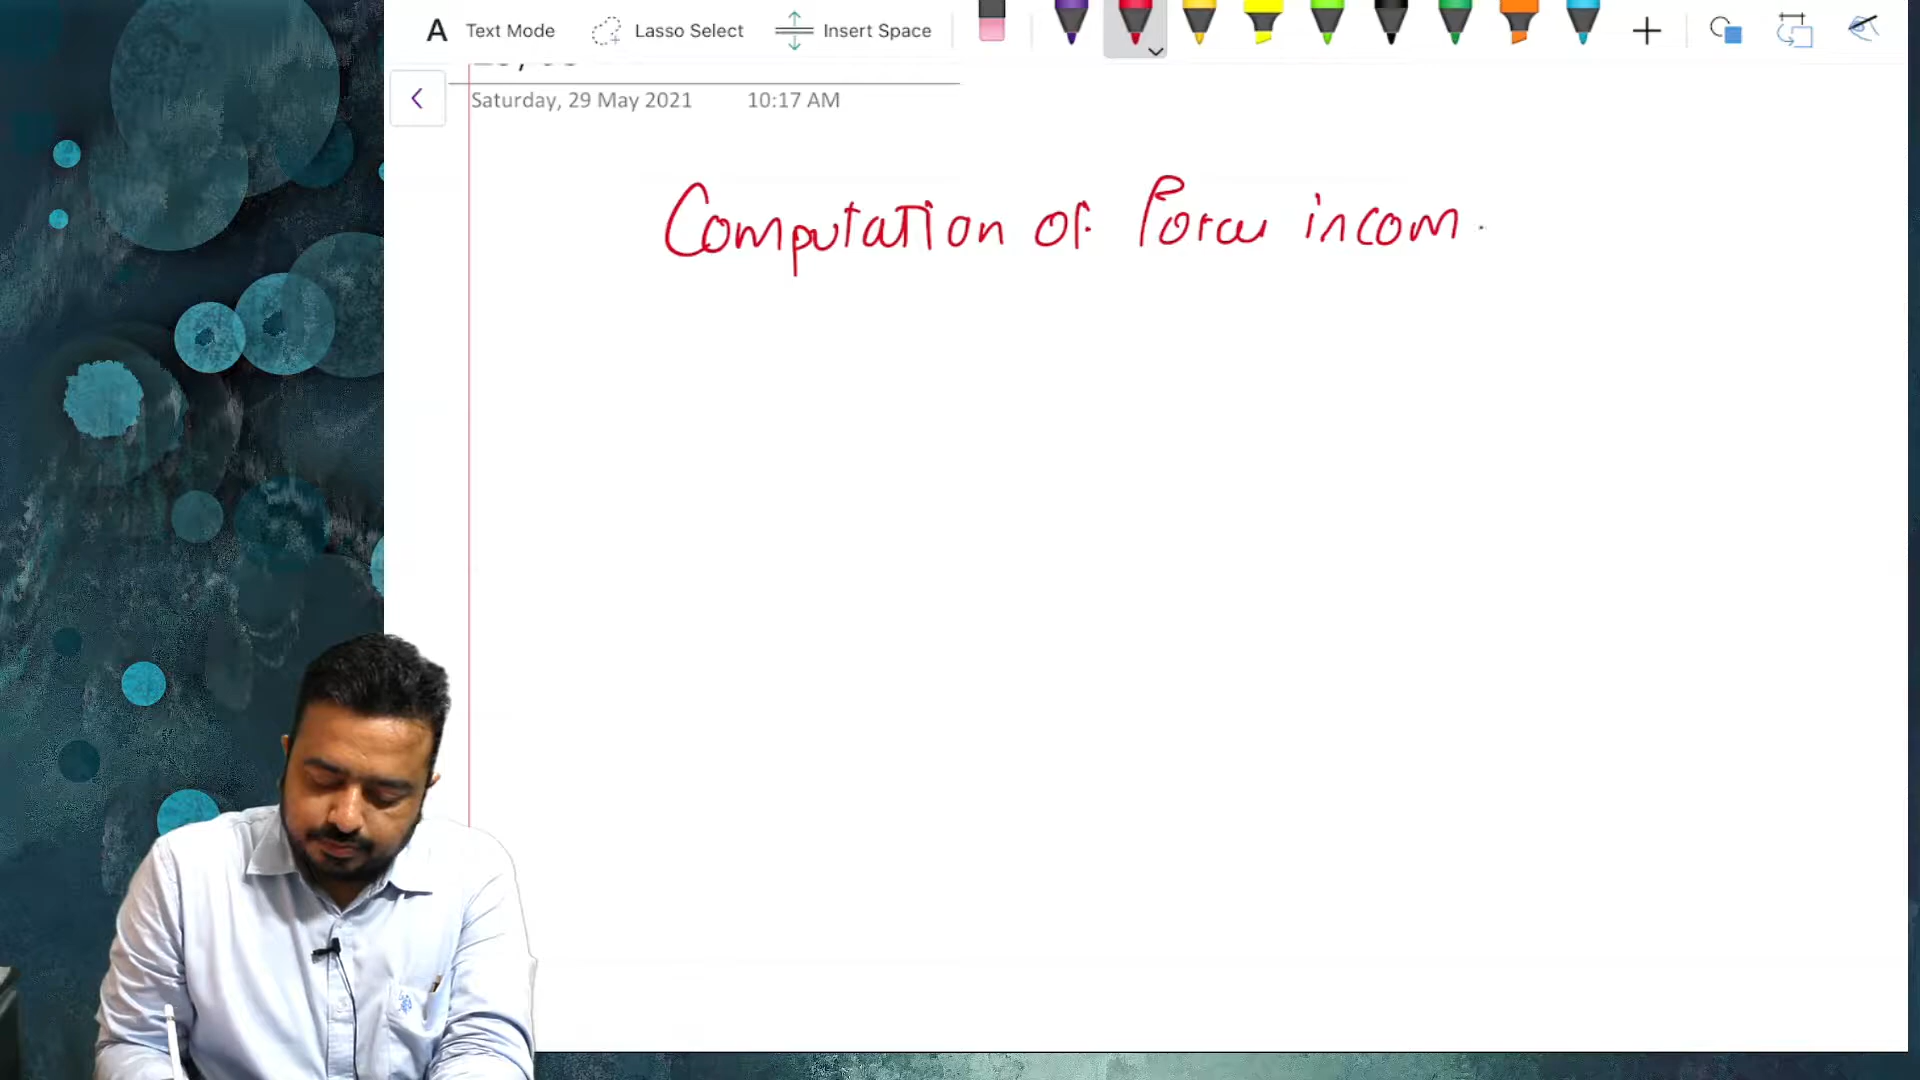 A Text Mode Lasso Select Insert Space
Saturday, 29 May 2021 10:17 AM
Computation of Force incom